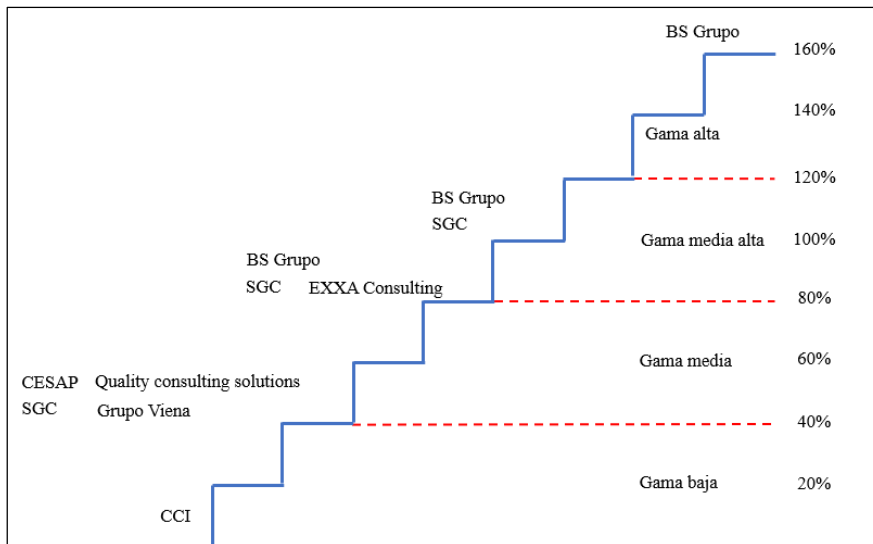 BS Grupo
160%
140%
Gama alta
120%
BS Grupo
SGC
Gama media alta
100%
BS Grupo
SGC EXXA Consulting
80%
Gama media
60%
CESAP Quality consulting solutions
SGC Grupo Viena
40%
Gama baja
20%
CCI